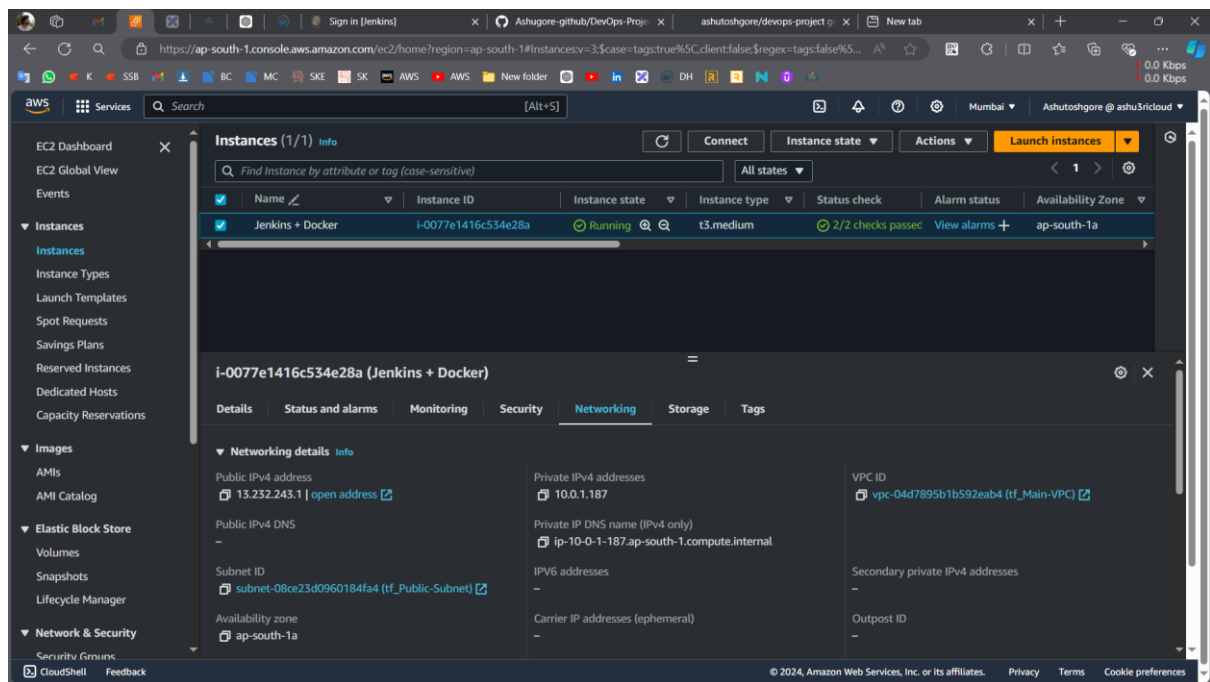 Sign in [Jenkins]
Ashugore-github/DevOps-Proje
ashutoshgore/devops-project g
New tab
https://ap-south-1.console.aws.amazon.com/ec2/home?region=ap-south-1#Instances:v=3;$case=tags:true%5C,client:false;$regex=tags:false%5...
K SSB BC MC SKE SK AWS AWS New folder in DH N
0.0 Kbps
0.0 Kbps
aws Services Search [Alt+S] Mumbai ▼ Ashutoshgore @ ashu3ricloud ▼
EC2 Dashboard
EC2 Global View
Events
▼ Instances
Instances
Instance Types
Launch Templates
Spot Requests
Savings Plans
Reserved Instances
Dedicated Hosts
Capacity Reservations
▼ Images
AMIs
AMI Catalog
▼ Elastic Block Store
Volumes
Snapshots
Lifecycle Manager
▼ Network & Security
Security Groups
Instances (1/1) Info Connect Instance state ▼ Actions ▼ Launch instances ▼
Find Instance by attribute or tag (case-sensitive) All states ▼ < 1 >
Name Instance ID Instance state Instance type Status check Alarm status Availability Zone
Jenkins + Docker i-0077e1416c534e28a Running t3.medium 2/2 checks passed View alarms + ap-south-1a
i-0077e1416c534e28a (Jenkins + Docker)
Details Status and alarms Monitoring Security Networking Storage Tags
▼ Networking details Info
Public IPv4 address Private IPv4 addresses VPC ID
13.232.243.1 | open address 10.0.1.187 vpc-04d7895b1b592eab4 (tf_Main-VPC)
Public IPv4 DNS Private IP DNS name (IPv4 only)
– ip-10-0-1-187.ap-south-1.compute.internal
Subnet ID IPV6 addresses Secondary private IPv4 addresses
subnet-08ce23d0960184fa4 (tf_Public-Subnet) – –
Availability zone Carrier IP addresses (ephemeral) Outpost ID
ap-south-1a – –
CloudShell Feedback © 2024, Amazon Web Services, Inc. or its affiliates. Privacy Terms Cookie preferences